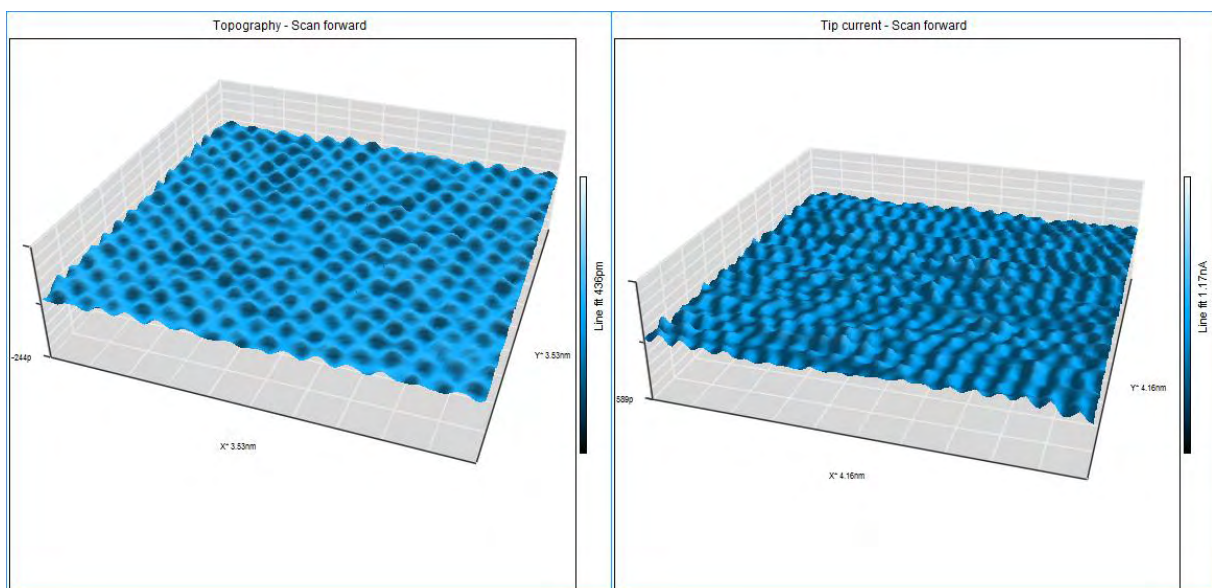 Topography - Scan forward
Line fit 436pm
-244p
Y* 3.53nm
X* 3.53nm
Tip current - Scan forward
Line fit 1.17nA
589p
Y* 4.16nm
X* 4.16nm